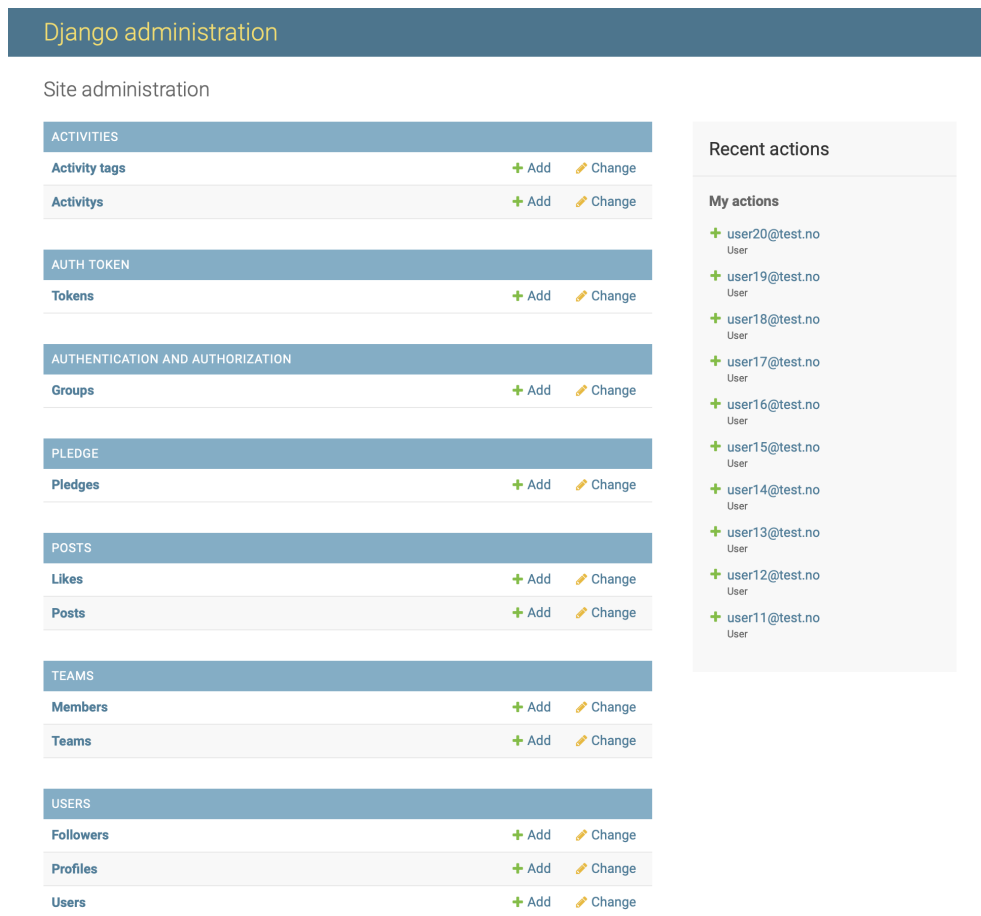 Django administration
Site administration
ACTIVITIES
Activity tags Add Change
Activitys Add Change
AUTH TOKEN
Tokens Add Change
AUTHENTICATION AND AUTHORIZATION
Groups Add Change
PLEDGE
Pledges Add Change
POSTS
Likes Add Change
Posts Add Change
TEAMS
Members Add Change
Teams Add Change
USERS
Followers Add Change
Profiles Add Change
Users Add Change
Recent actions
My actions
user20@test.no
User
user19@test.no
User
user18@test.no
User
user17@test.no
User
user16@test.no
User
user15@test.no
User
user14@test.no
User
user13@test.no
User
user12@test.no
User
user11@test.no
User